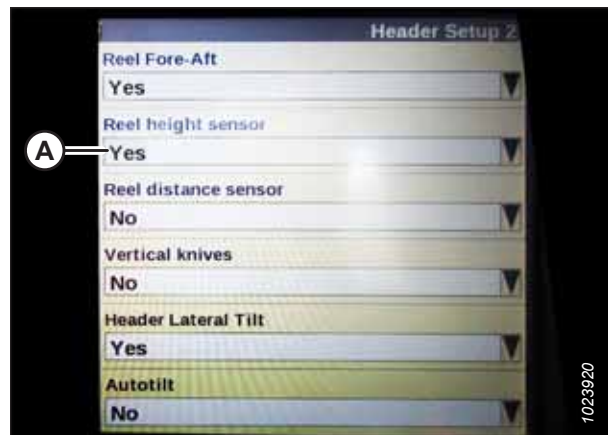 Header Setup 2
Reel Fore-Aft
Yes
Reel height sensor
A
Yes
Reel distance sensor
No
Vertical knives
No
Header Lateral Tilt
Yes
Autotilt
No
1023920